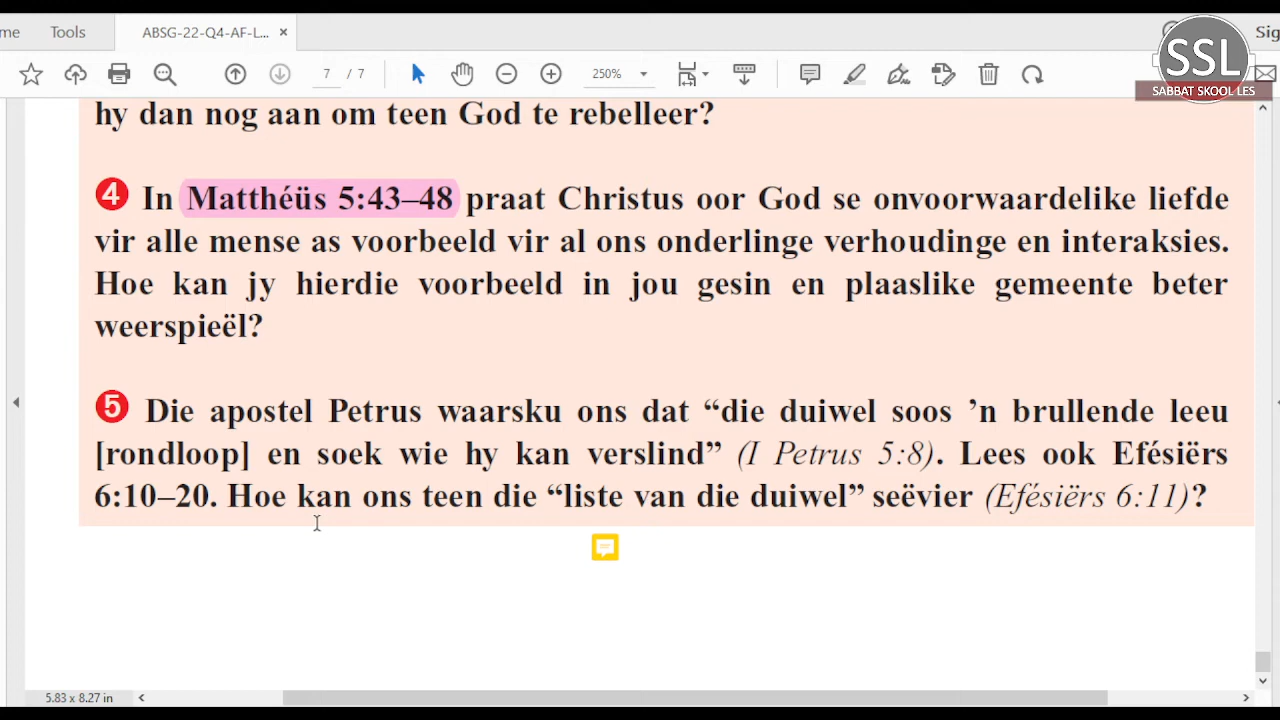 me Tools ABSG-22-Q4-AF-L... × Sig
7 / 7 250%
SSL
SABBAT SKOOL LES
hy dan nog aan om teen God te rebelleer?
4 In Matthéüs 5:43–48 praat Christus oor God se onvoorwaardelike liefde
vir alle mense as voorbeeld vir al ons onderlinge verhoudinge en interaksies.
Hoe kan jy hierdie voorbeeld in jou gesin en plaaslike gemeente beter
weerspieël?
5 Die apostel Petrus waarsku ons dat “die duiwel soos ’n brullende leeu
[rondloop] en soek wie hy kan verslind” (I Petrus 5:8). Lees ook Efésiërs
6:10–20. Hoe kan ons teen die “liste van die duiwel” seëvier (Efésiërs 6:11)?
5.83 x 8.27 in